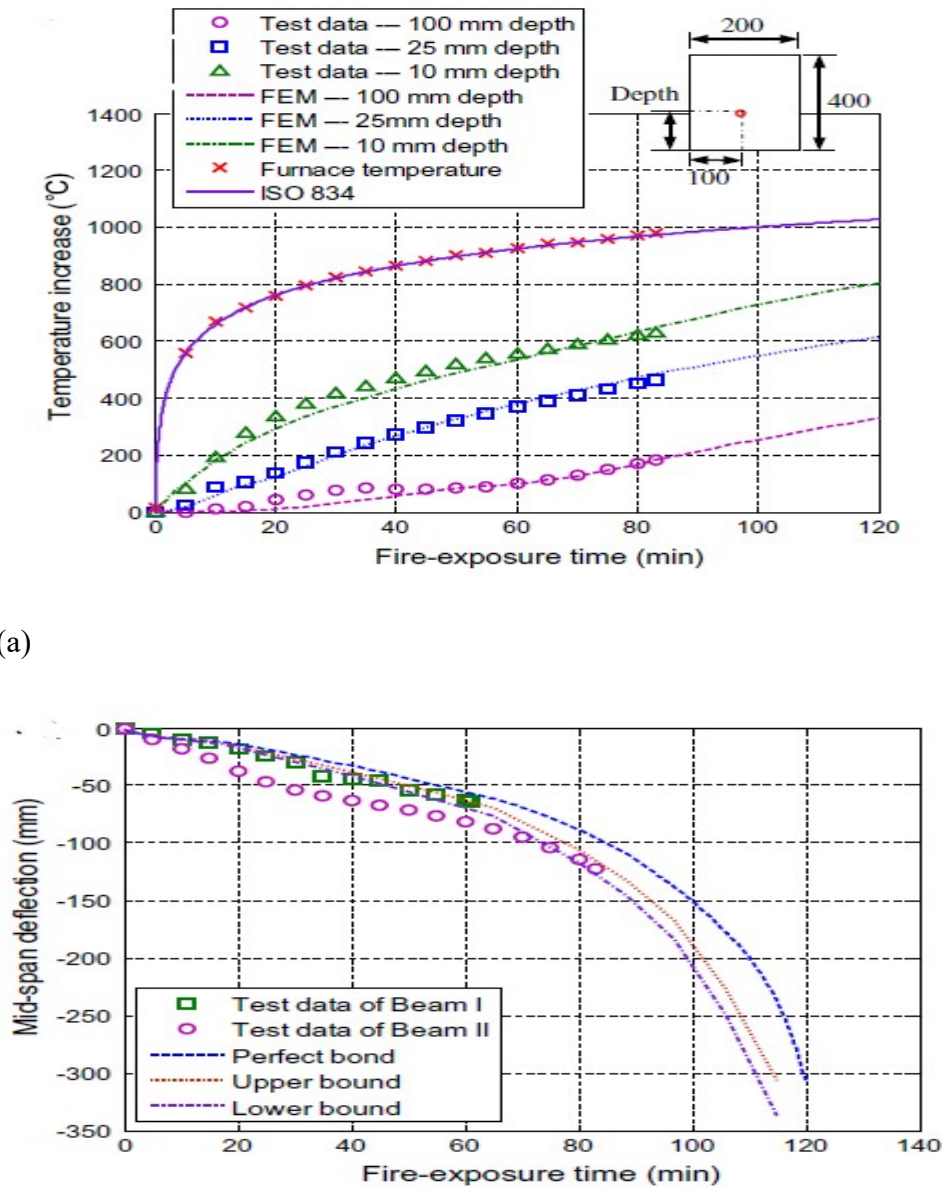 Test data --- 100 mm depth
Test data --- 25 mm depth
Test data --- 10 mm depth
FEM --- 100 mm depth
FEM --- 25mm depth
FEM --- 10 mm depth
Furnace temperature
ISO 834
200
Depth
400
100
1400
1200
1000
800
600
400
200
0
Temperature increase (°C)
0 20 40 60 80 100 120
Fire-exposure time (min)
(a)
0
-50
-100
-150
-200
-250
-300
-350
Mid-span deflection (mm)
Test data of Beam I
Test data of Beam II
Perfect bond
Upper bound
Lower bound
0 20 40 60 80 100 120 140
Fire-exposure time (min)